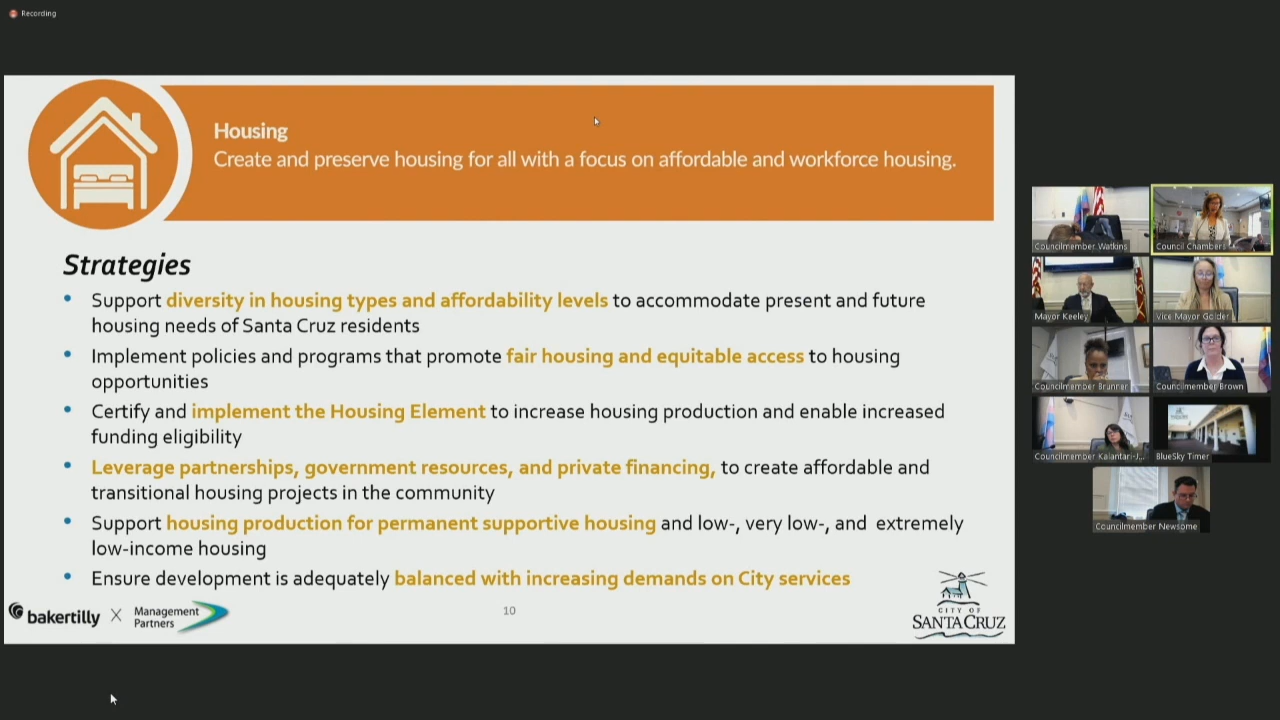 Recording
Housing
Create and preserve housing for all with a focus on affordable and workforce housing.
Strategies
• Support diversity in housing types and affordability levels to accommodate present and future
housing needs of Santa Cruz residents
• Implement policies and programs that promote fair housing and equitable access to housing
opportunities
• Certify and implement the Housing Element to increase housing production and enable increased
funding eligibility
• Leverage partnerships, government resources, and private financing, to create affordable and
transitional housing projects in the community
• Support housing production for permanent supportive housing and low-, very low-, and extremely
low-income housing
• Ensure development is adequately balanced with increasing demands on City services
bakertilly X Management
Partners
10
CITY OF
SANTA CRUZ
Councilmember Watkins
Council Chambers
Mayor Keeley
Vice Mayor Golder
Councilmember Brunner
Councilmember Brown
Councilmember Kalantari-J...
BlueSky Timer
Councilmember Newsome